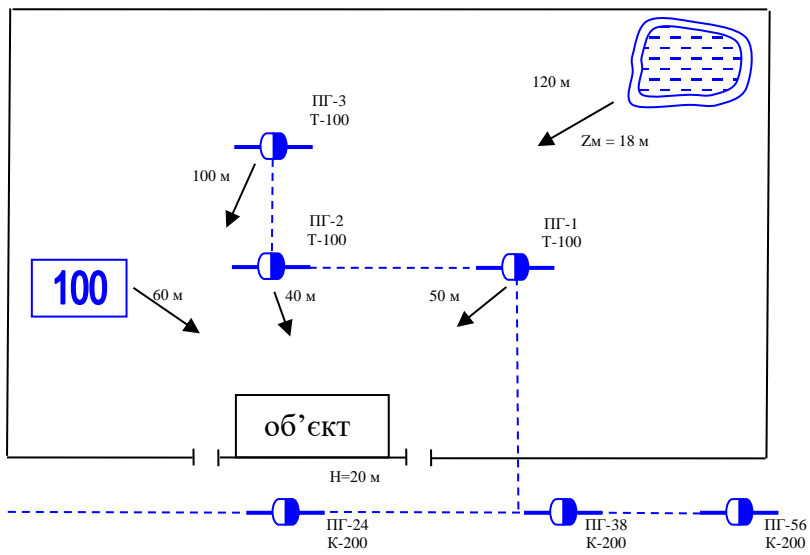 120 м
Zм = 18 м
ПГ-3
Т-100
100 м
ПГ-2
Т-100
ПГ-1
Т-100
100
60 м
40 м
50 м
об’єкт
Н=20 м
ПГ-24
К-200
ПГ-38
К-200
ПГ-56
К-200